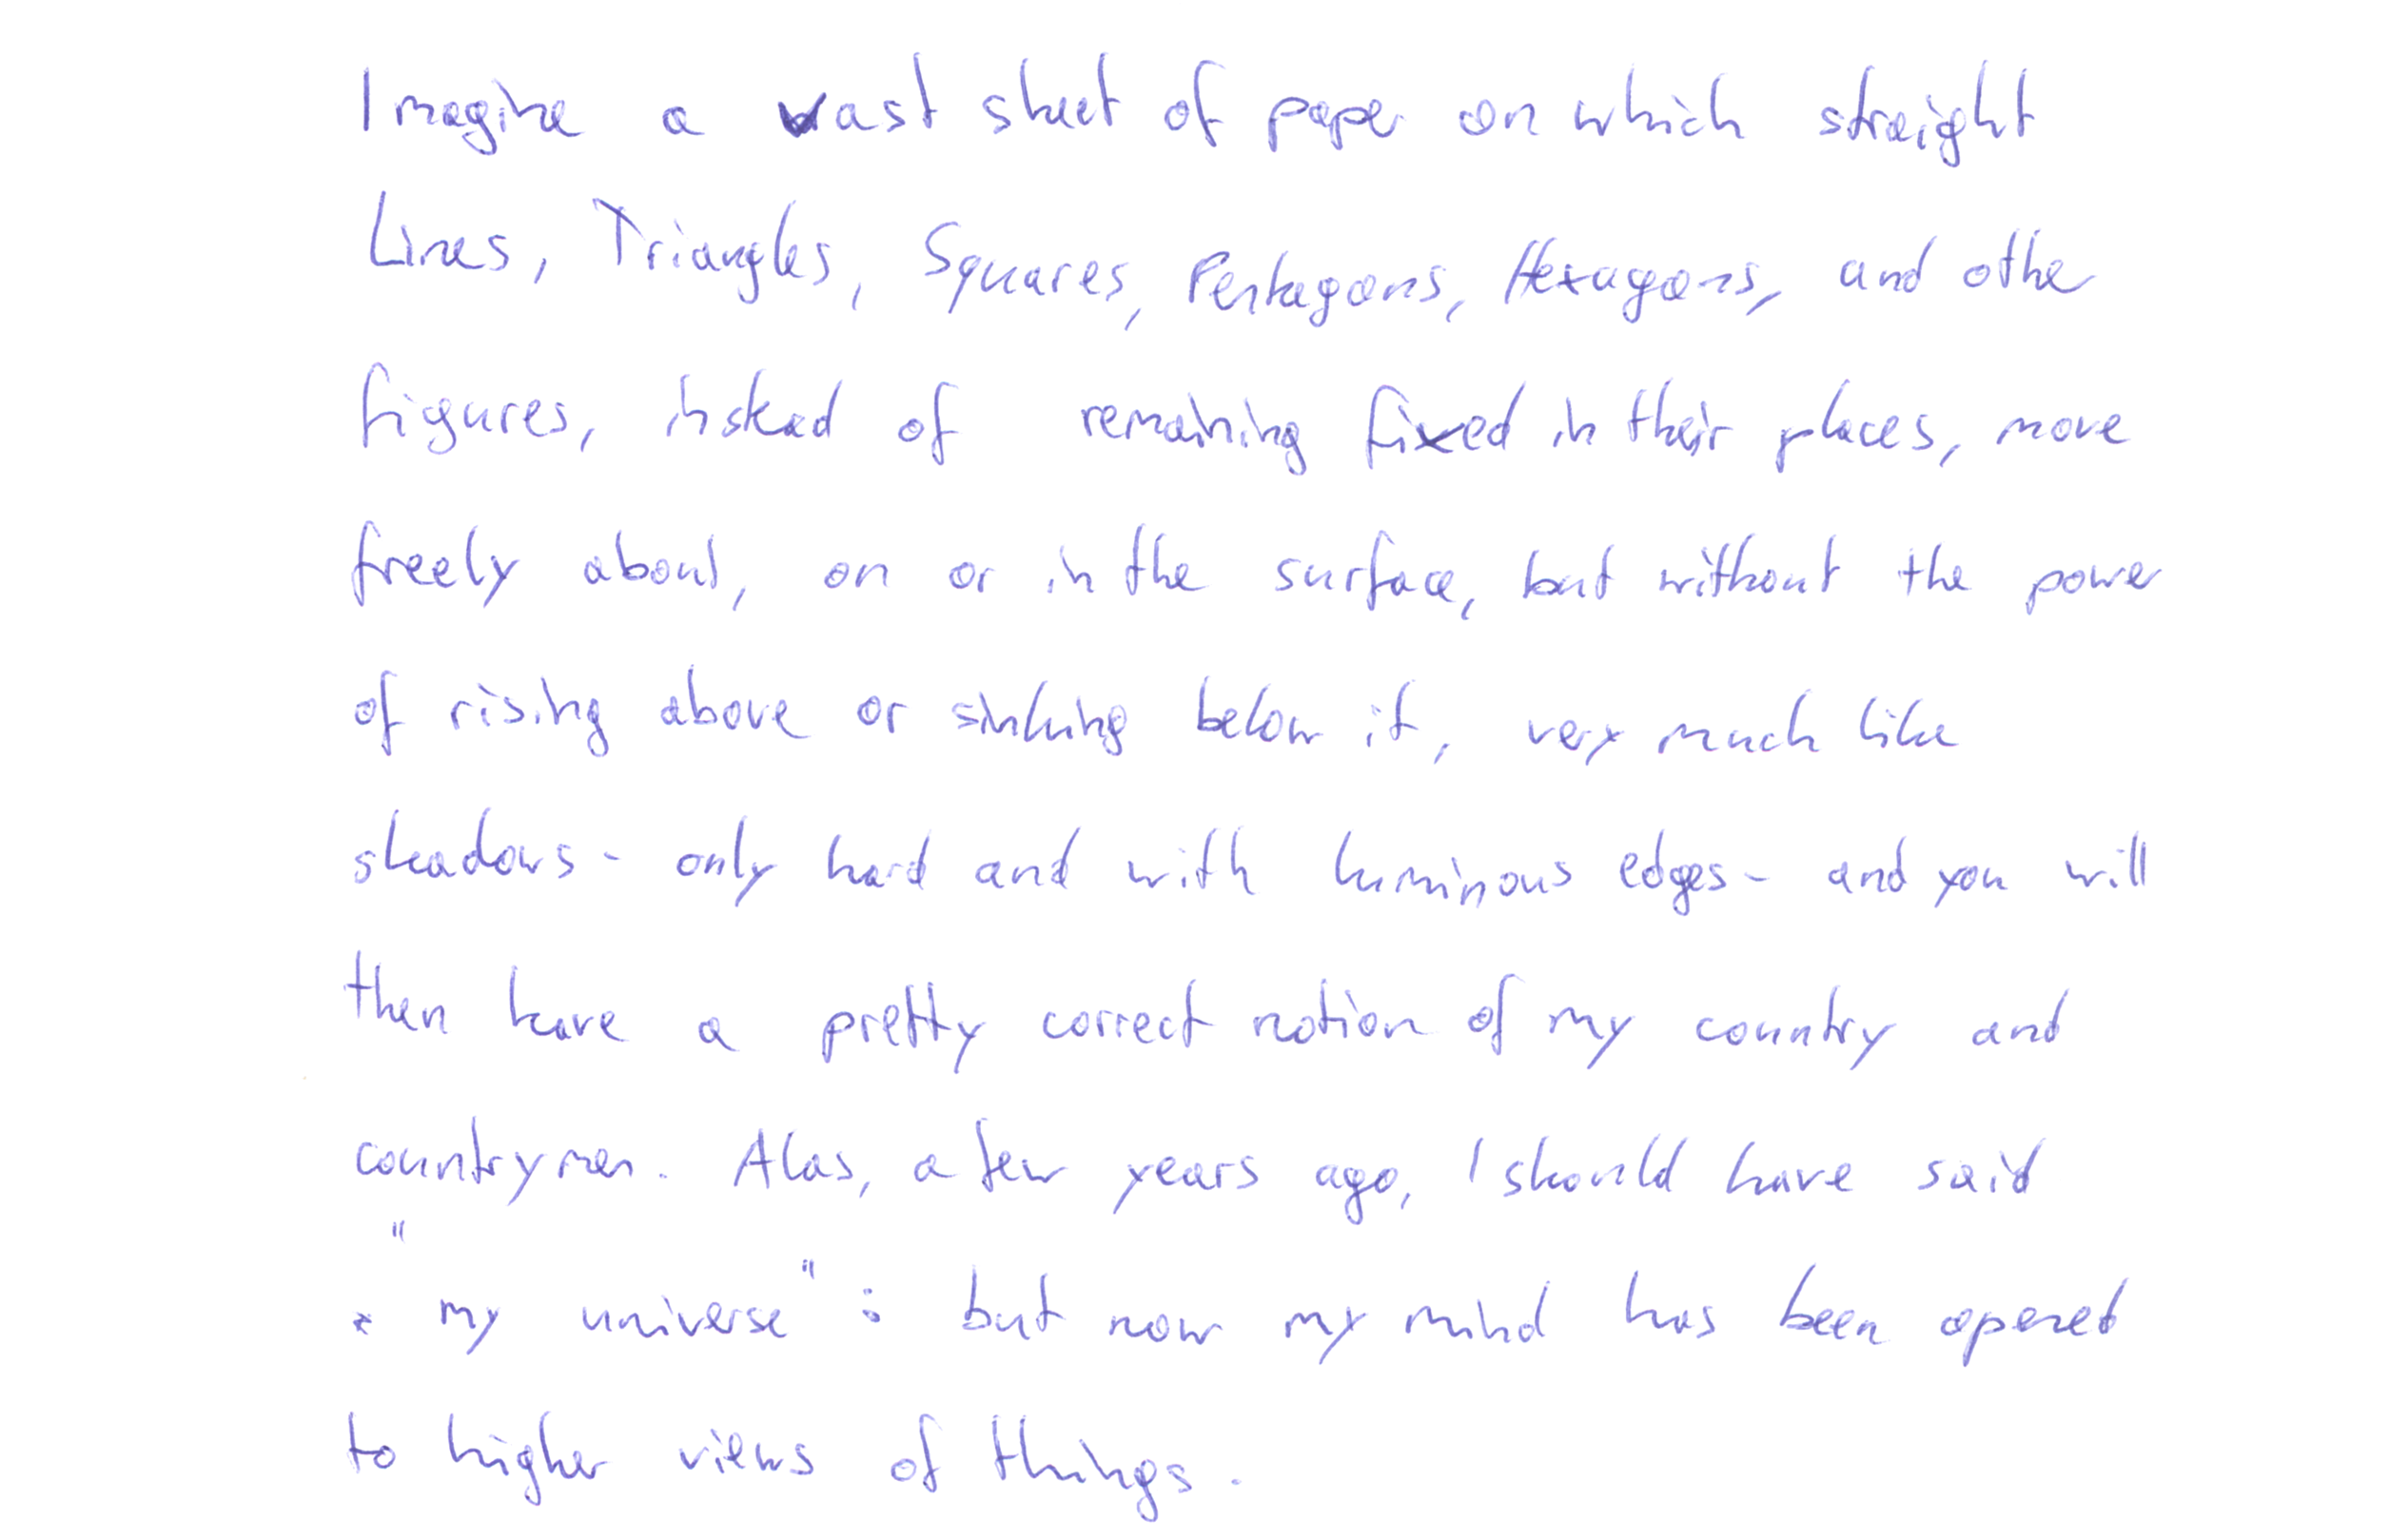 Imagine a vast sheet of paper on which straight
Lines, Triangles, Squares, Pentagons, Hexagons, and other
figures, instead of remaining fixed in their places, move
freely about, on or in the surface, but without the power
of rising above or sinking below it, very much like
shadows - only hard and with luminous edges - and you will
then have a pretty correct notion of my country and
countrymen. Alas, a few years ago, I should have said
"my universe": but now my mind has been opened
to higher views of things.